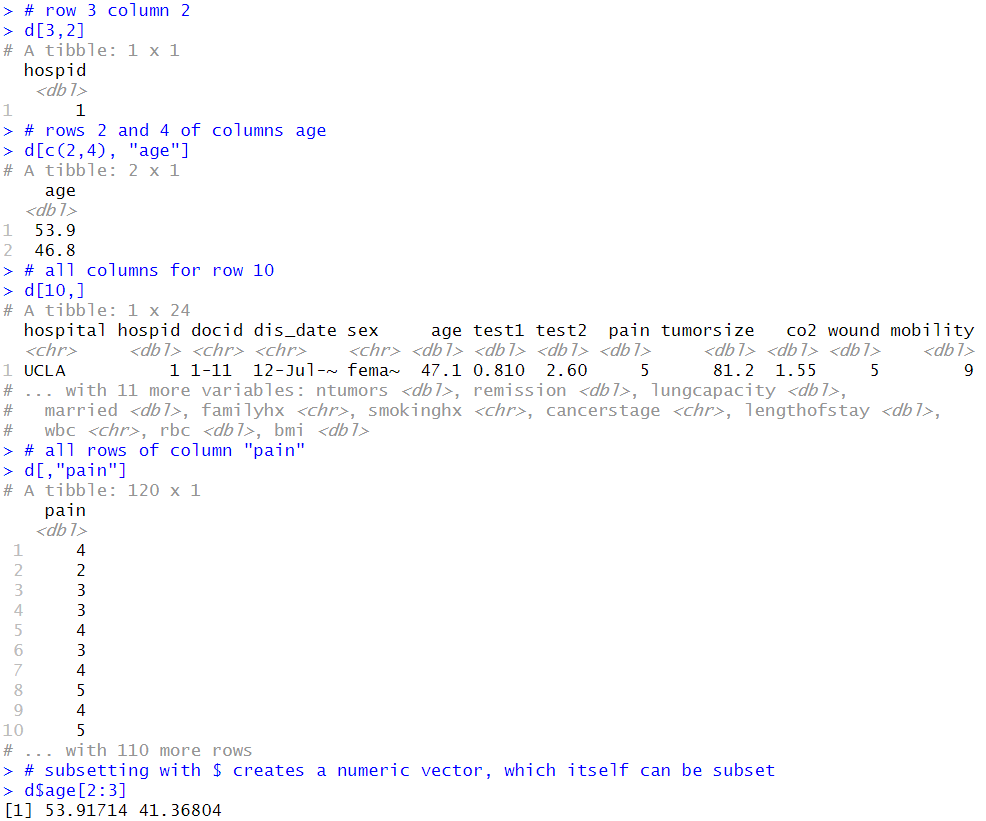 > # row 3 column 2
> d[3,2]
# A tibble: 1 x 1
  hospid
   <dbl>
1      1
> # rows 2 and 4 of columns age
> d[c(2,4), "age"]
# A tibble: 2 x 1
    age
  <dbl>
1  53.9
2  46.8
> # all columns for row 10
> d[10,]
# A tibble: 1 x 24
  hospital hospid docid dis_date sex     age test1 test2  pain tumorsize   co2 wound mobility
  <chr>     <dbl> <chr> <chr>    <chr> <dbl> <dbl> <dbl> <dbl>     <dbl> <dbl> <dbl>    <dbl>
1 UCLA          1 1-11  12-Jul-~ fema~  47.1 0.810  2.60     5      81.2  1.55     5        9
# ... with 11 more variables: ntumors <dbl>, remission <dbl>, lungcapacity <dbl>,
#   married <dbl>, familyhx <chr>, smokinghx <chr>, cancerstage <chr>, lengthofstay <dbl>,
#   wbc <chr>, rbc <dbl>, bmi <dbl>
> # all rows of column "pain"
> d[,"pain"]
# A tibble: 120 x 1
    pain
   <dbl>
 1     4
 2     2
 3     3
 4     3
 5     4
 6     3
 7     4
 8     5
 9     4
10     5
# ... with 110 more rows
> # subsetting with $ creates a numeric vector, which itself can be subset
> d$age[2:3]
[1] 53.91714 41.36804